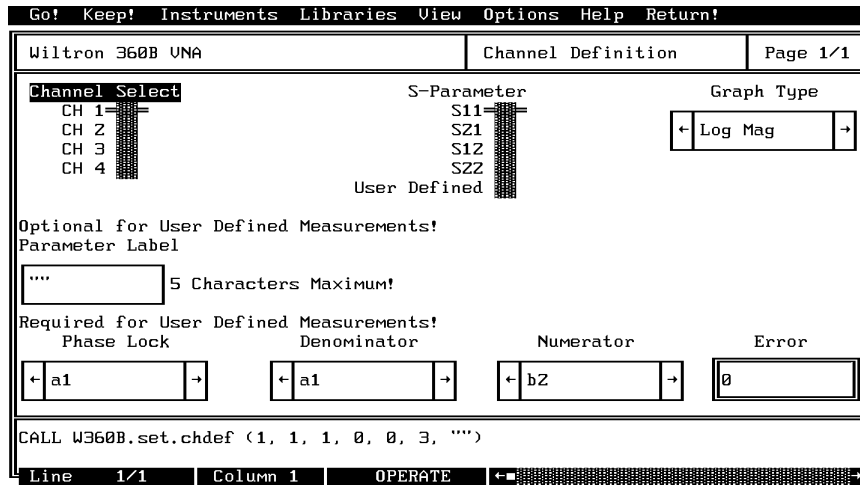 Go! Keep! Instruments Libraries View Options Help Return!
Wiltron 360B VNA Channel Definition Page 1/1
Channel Select S-Parameter Graph Type
CH 1 S11
CH 2 S21 ← Log Mag →
CH 3 S12
CH 4 S22
User Defined
Optional for User Defined Measurements!
Parameter Label
"" 5 Characters Maximum!
Required for User Defined Measurements!
Phase Lock Denominator Numerator Error
← a1 → ← a1 → ← b2 → 0
CALL W360B.set.chdef (1, 1, 1, 0, 0, 3, "")
Line 1/1 Column 1 OPERATE ← →